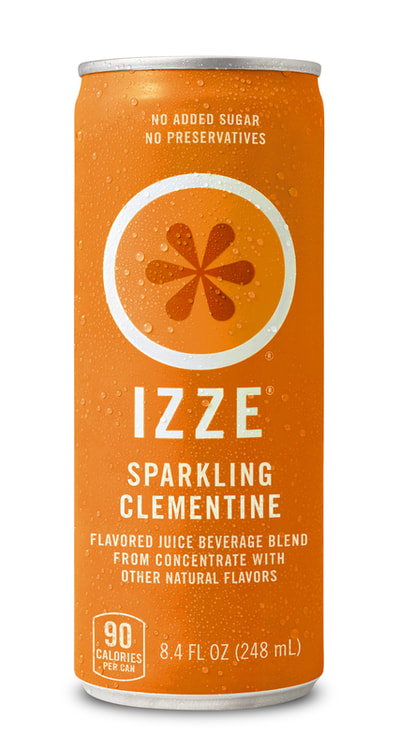 NO ADDED SUGAR
NO PRESERVATIVES
®
IZZE®
SPARKLING
CLEMENTINE
FLAVORED JUICE BEVERAGE BLEND
FROM CONCENTRATE WITH
OTHER NATURAL FLAVORS
90
CALORIES
PER CAN
8.4 FL OZ (248 mL)